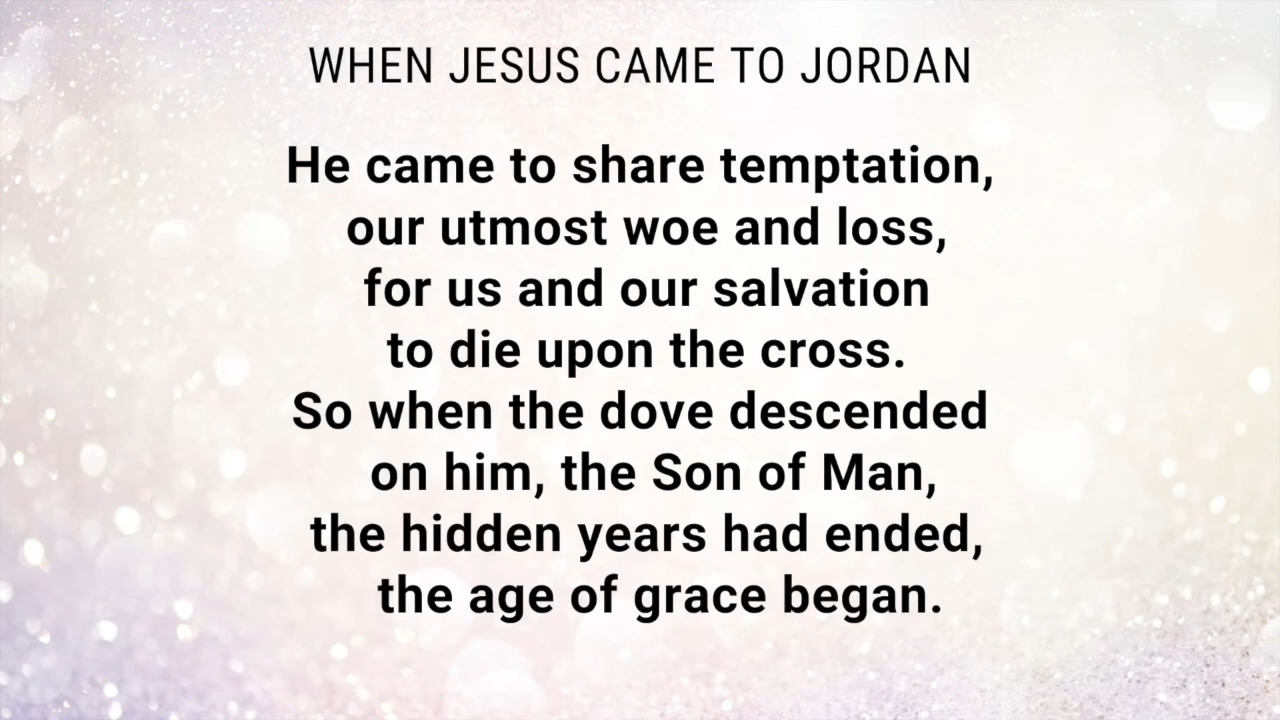 WHEN JESUS CAME TO JORDAN
He came to share temptation,
our utmost woe and loss,
for us and our salvation
to die upon the cross.
So when the dove descended
on him, the Son of Man,
the hidden years had ended,
the age of grace began.